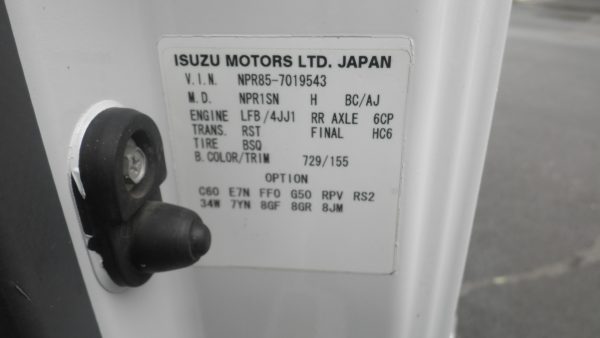 ISUZU MOTORS LTD. JAPAN
V.I.N. NPR85-7019543
M.D. NPR1SN H BC/AJ
ENGINE LFB/4JJ1 RR AXLE 6CP
TRANS. RST FINAL HC6
TIRE BSQ
B.COLOR/TRIM 729/155
OPTION
C60 E7N FF0 G50 RPV RS2
34W 7YN 8GF 8GR 8JM